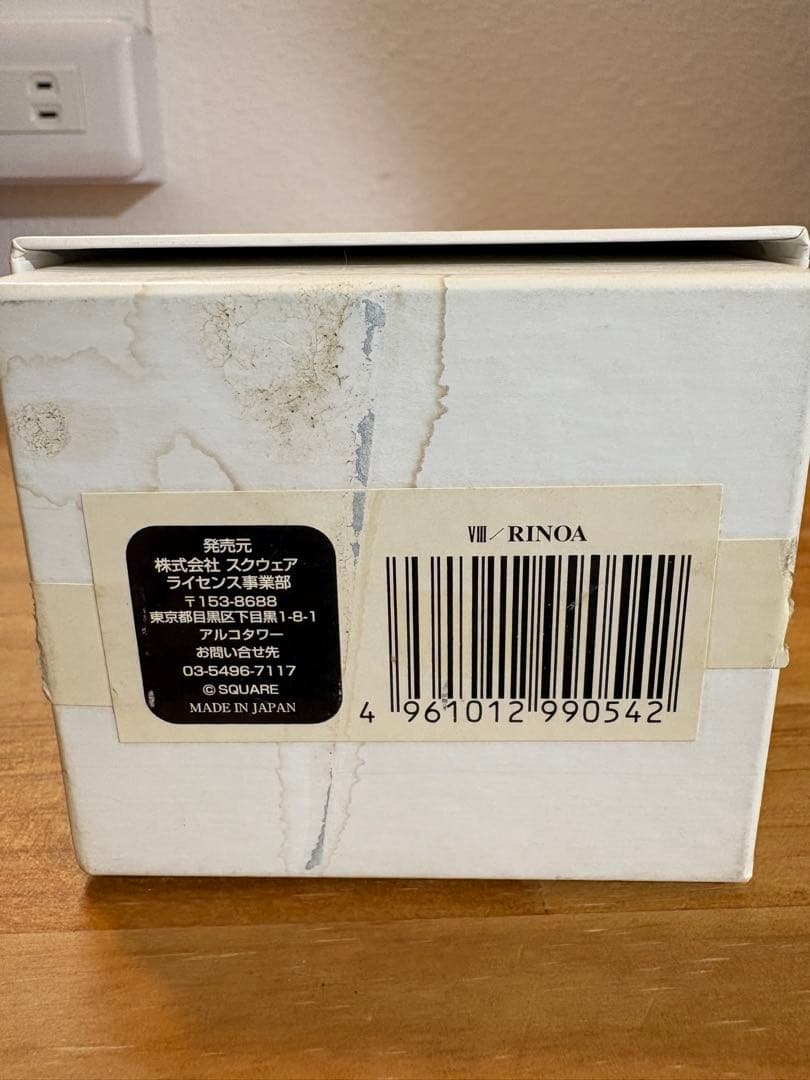 発売元
株式会社 スクウェア
ライセンス事業部
〒153-8688
東京都目黒区下目黒1-8-1
アルコタワー
お問い合せ先
03-5496-7117
©SQUARE
MADE IN JAPAN
VIII/RINOA
4 961012 990542